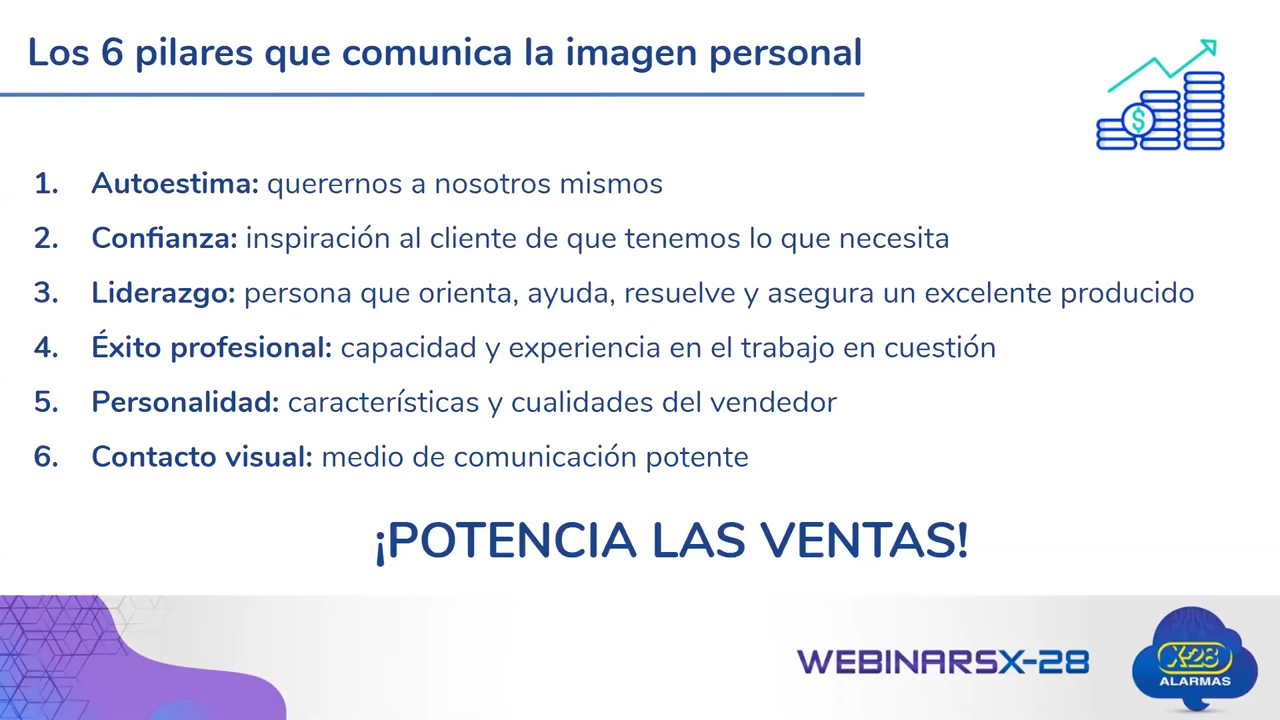 Los 6 pilares que comunica la imagen personal
$
1. Autoestima: querernos a nosotros mismos
2. Confianza: inspiración al cliente de que tenemos lo que necesita
3. Liderazgo: persona que orienta, ayuda, resuelve y asegura un excelente producido
4. Éxito profesional: capacidad y experiencia en el trabajo en cuestión
5. Personalidad: características y cualidades del vendedor
6. Contacto visual: medio de comunicación potente
¡POTENCIA LAS VENTAS!
WEBINARSX-28
X-28
ALARMAS